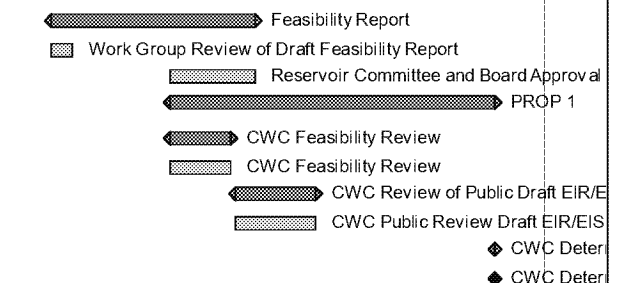 Feasibility Report
Work Group Review of Draft Feasibility Report
Reservoir Committee and Board Approval
PROP 1
CWC Feasibility Review
CWC Feasibility Review
CWC Review of Public Draft EIR/E
CWC Public Review Draft EIR/EIS
CWC Deter
CWC Deter